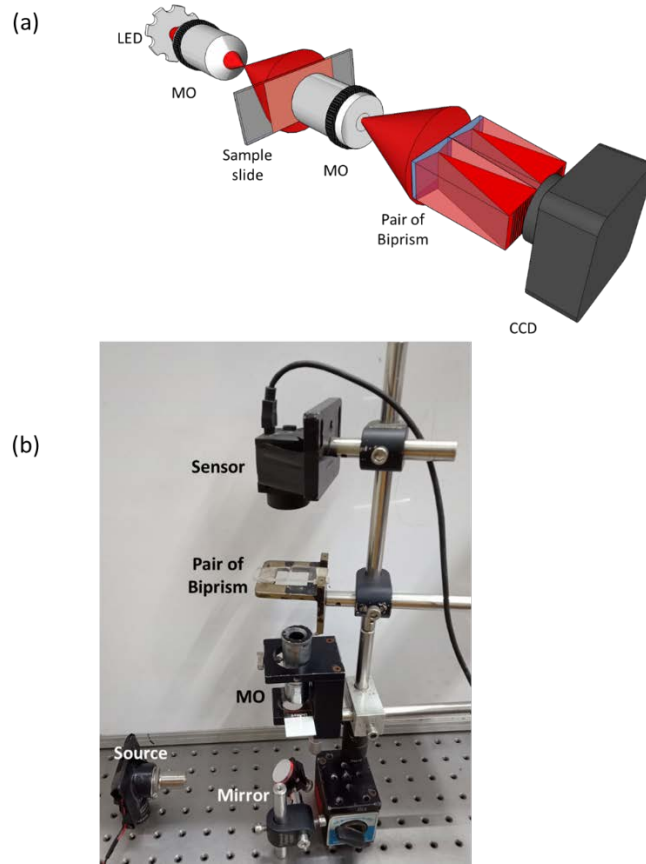 (a)
LED
MO
Sample
slide
MO
Pair of
Biprism
CCD
(b)
Sensor
Pair of
Biprism
MO
Source
Mirror